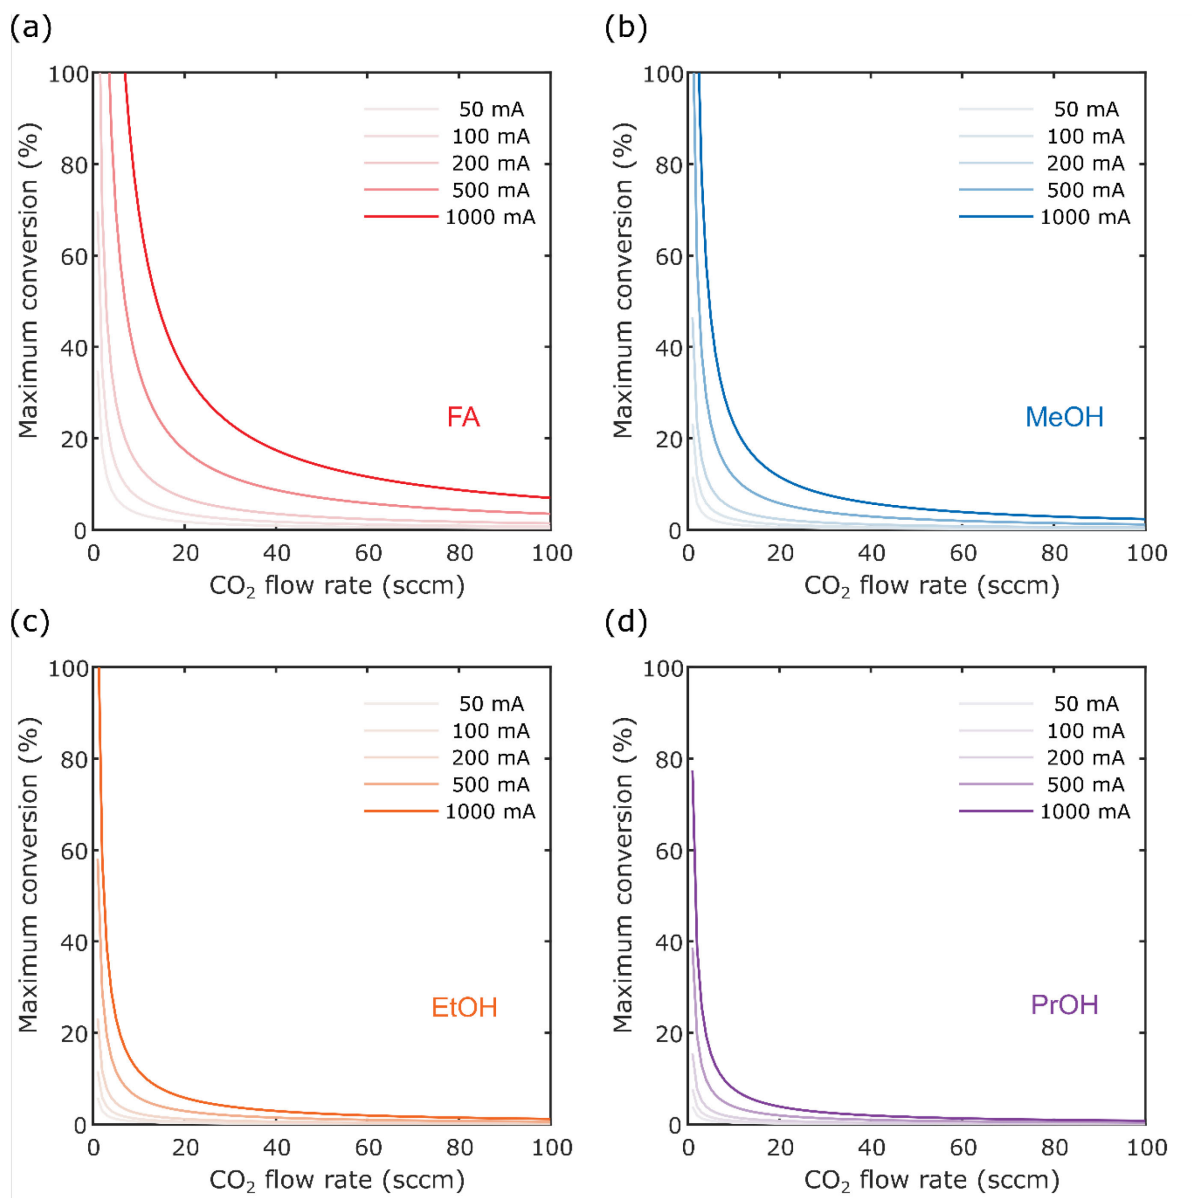 (a)
Maximum conversion (%)
100
80
60
40
20
0
50 mA
100 mA
200 mA
500 mA
1000 mA
FA
0 20 40 60 80 100
CO₂ flow rate (sccm)
(b)
Maximum conversion (%)
100
80
60
40
20
0
50 mA
100 mA
200 mA
500 mA
1000 mA
MeOH
0 20 40 60 80 100
CO₂ flow rate (sccm)
(c)
Maximum conversion (%)
100
80
60
40
20
0
50 mA
100 mA
200 mA
500 mA
1000 mA
EtOH
0 20 40 60 80 100
CO₂ flow rate (sccm)
(d)
Maximum conversion (%)
100
80
60
40
20
0
50 mA
100 mA
200 mA
500 mA
1000 mA
PrOH
0 20 40 60 80 100
CO₂ flow rate (sccm)